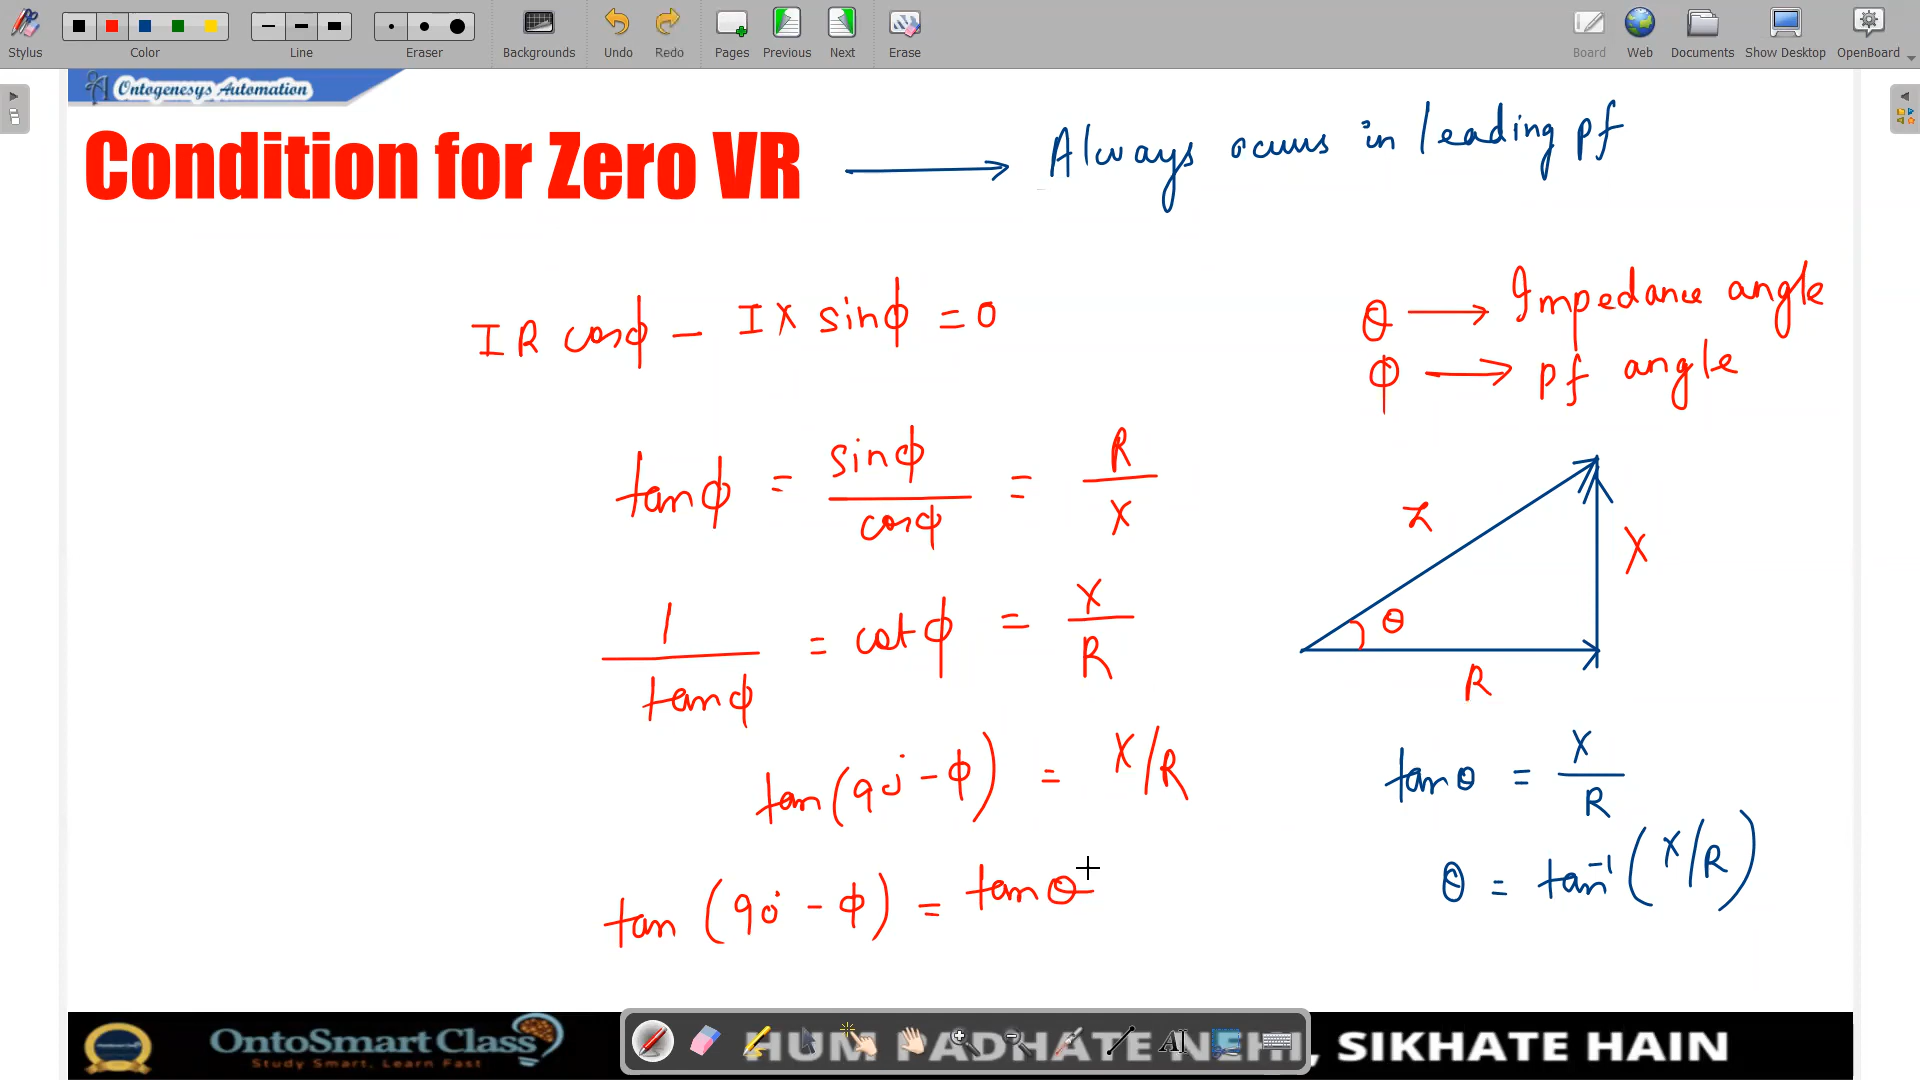 Stylus Color Line Eraser Backgrounds Undo Redo Pages Previous Next Erase Board Web Documents Show Desktop OpenBoard
Ontogenesys Automation
Condition for Zero VR → Always occurs in leading pf
θ → Impedance angle
ϕ → pf angle
IR cosϕ - IX sinϕ = 0
tanϕ = sinϕ/cosϕ = R/X
1/tanϕ = cotϕ = X/R
tan(90° - ϕ) = X/R
tan (90° - ϕ) = tanθ
Z
X
θ
R
tanθ = X/R
θ = tan⁻¹ (X/R)
OntoSmart Class
Study Smart, Learn Fast
HUM PADHATE NEHI, SIKHATE HAIN